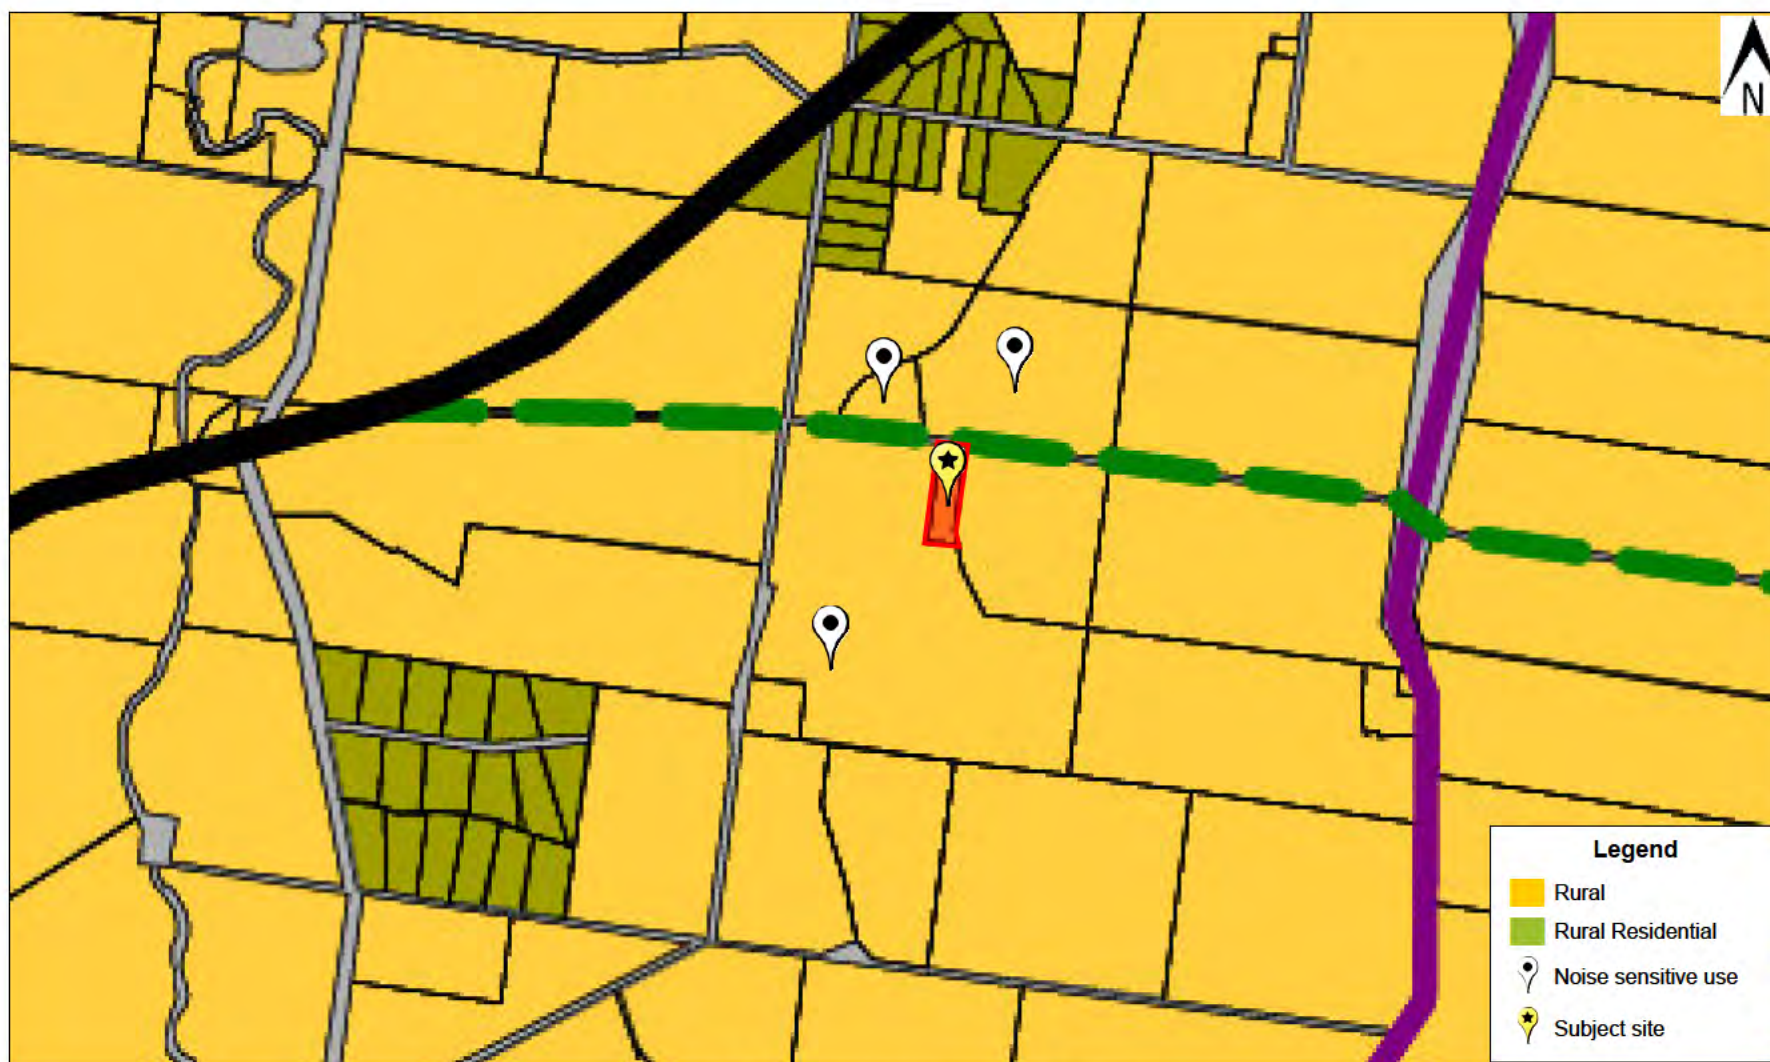 N
Legend
Rural
Rural Residential
Noise sensitive use
Subject site